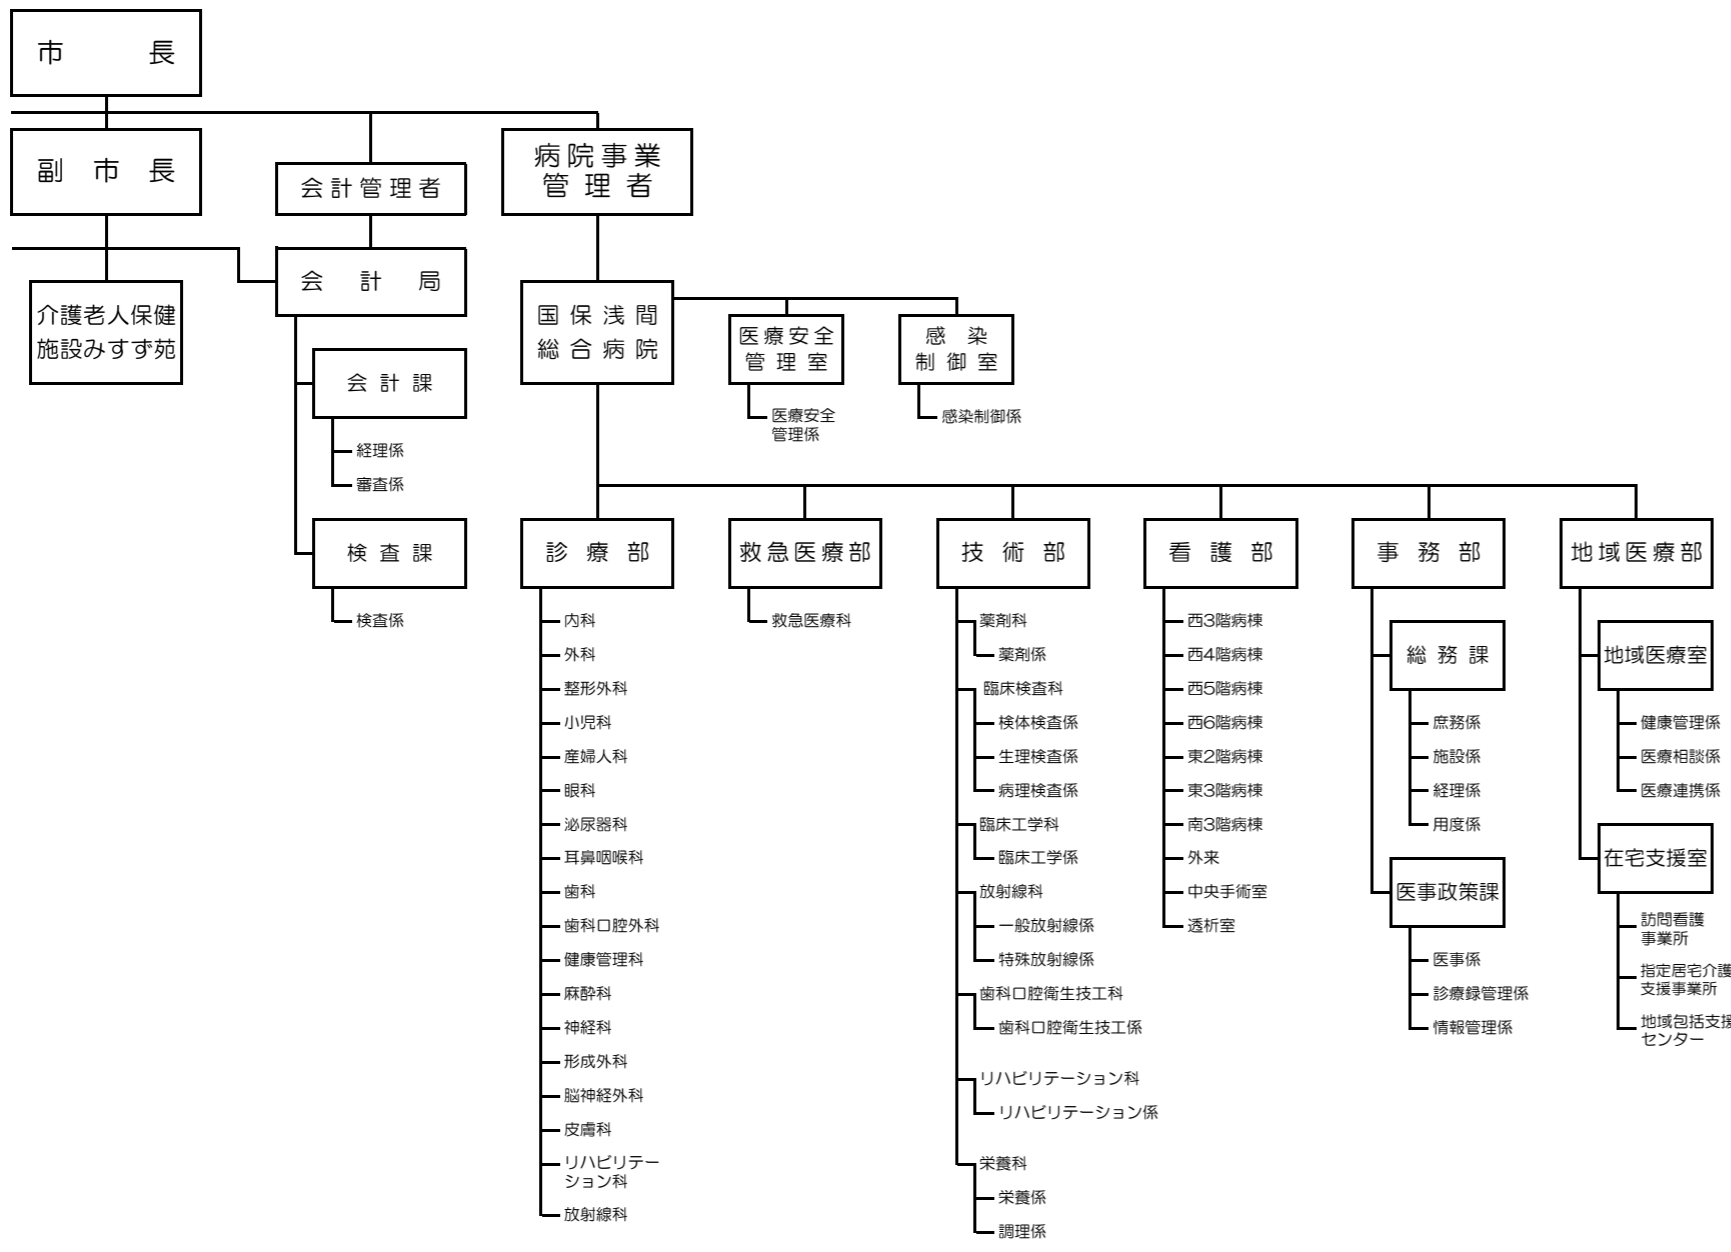 市長
副市長
会計管理者
病院事業
管理者
介護老人保健
施設みすず苑
会計局
会計課
経理係
審査係
検査課
検査係
国保浅間
総合病院
医療安全
管理室
医療安全
管理係
感染
制御室
感染制御係
診療部
内科
外科
整形外科
小児科
産婦人科
眼科
泌尿器科
耳鼻咽喉科
歯科
歯科口腔外科
健康管理科
麻酔科
神経科
形成外科
脳神経外科
皮膚科
リハビリテー
ション科
放射線科
救急医療部
救急医療科
技術部
薬剤科
薬剤係
臨床検査科
検体検査係
生理検査係
病理検査係
臨床工学科
臨床工学係
放射線科
一般放射線係
特殊放射線係
歯科口腔衛生技工科
歯科口腔衛生技工係
リハビリテーション科
リハビリテーション係
栄養科
栄養係
調理係
看護部
西3階病棟
西4階病棟
西5階病棟
西6階病棟
東2階病棟
東3階病棟
南3階病棟
外来
中央手術室
透析室
事務部
総務課
庶務係
施設係
経理係
用度係
医事政策課
医事係
診療録管理係
情報管理係
地域医療部
地域医療室
健康管理係
医療相談係
医療連携係
在宅支援室
訪問看護
事業所
指定居宅介護
支援事業所
地域包括支援
センター